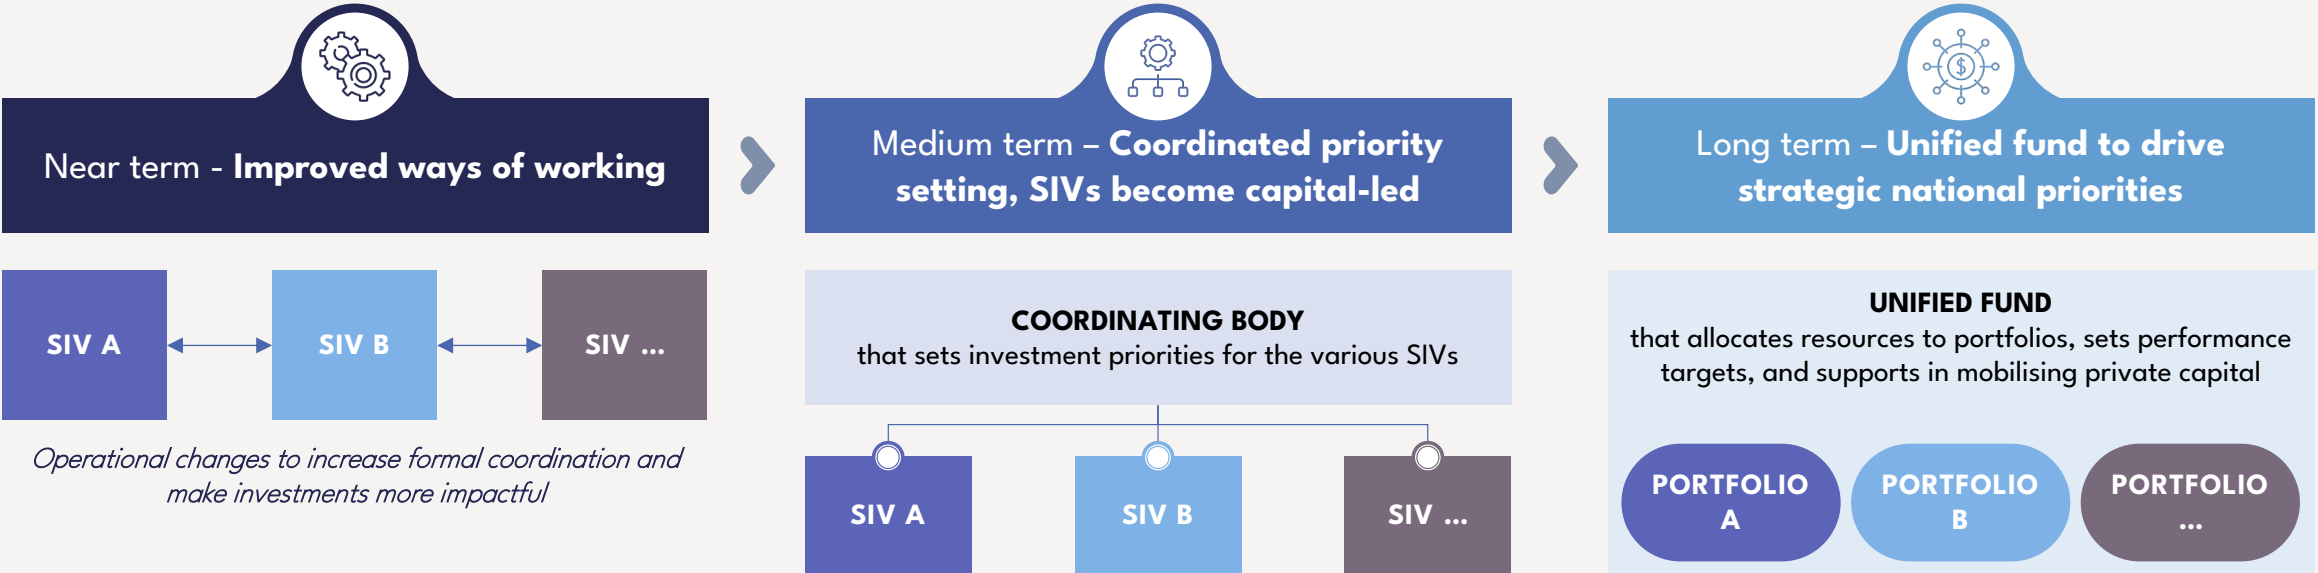 Near term - Improved ways of working
SIV A
SIV B
SIV ...
Operational changes to increase formal coordination and
make investments more impactful
Medium term – Coordinated priority
setting, SIVs become capital-led
COORDINATING BODY
that sets investment priorities for the various SIVs
SIV A
SIV B
SIV ...
Long term – Unified fund to drive
strategic national priorities
$
UNIFIED FUND
that allocates resources to portfolios, sets performance
targets, and supports in mobilising private capital
PORTFOLIO
A
PORTFOLIO
B
PORTFOLIO
...